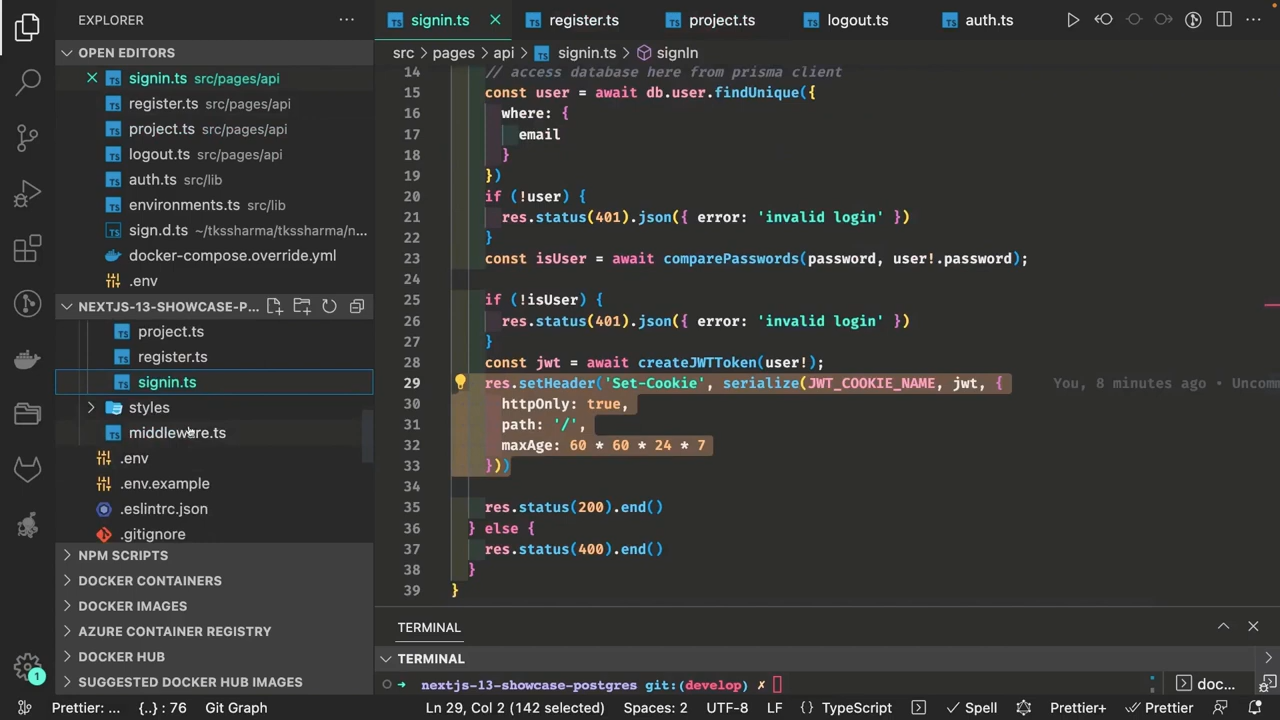 EXPLORER
OPEN EDITORS
signin.ts src/pages/api
register.ts src/pages/api
project.ts src/pages/api
logout.ts src/pages/api
auth.ts src/lib
environments.ts src/lib
sign.d.ts ~/tkssharma/tkssharma/n...
docker-compose.override.yml
.env
NEXTJS-13-SHOWCASE-P...
project.ts
register.ts
signin.ts
styles
middleware.ts
.env
.env.example
.eslintrc.json
.gitignore
NPM SCRIPTS
DOCKER CONTAINERS
DOCKER IMAGES
AZURE CONTAINER REGISTRY
DOCKER HUB
SUGGESTED DOCKER HUB IMAGES
1
signin.ts register.ts project.ts logout.ts auth.ts
src > pages > api > signin.ts > signIn
14 // access database here from prisma client
15 const user = await db.user.findUnique({
16 where: {
17 email
18 }
19 })
20 if (!user) {
21 res.status(401).json({ error: 'invalid login' })
22 }
23 const isUser = await comparePasswords(password, user!.password);
24
25 if (!isUser) {
26 res.status(401).json({ error: 'invalid login' })
27 }
28 const jwt = await createJWTToken(user!);
29 res.setHeader('Set-Cookie', serialize(JWT_COOKIE_NAME, jwt, { You, 8 minutes ago • Uncomm
30 httpOnly: true,
31 path: '/',
32 maxAge: 60 * 60 * 24 * 7
33 }))
34
35 res.status(200).end()
36 } else {
37 res.status(400).end()
38 }
39 }
TERMINAL
TERMINAL
nextjs-13-showcase-postgres git:(develop) ✗
doc...
Prettier: ... {..} : 76 Git Graph Ln 29, Col 2 (142 selected) Spaces: 2 UTF-8 LF {} TypeScript Spell Prettier+ Prettier